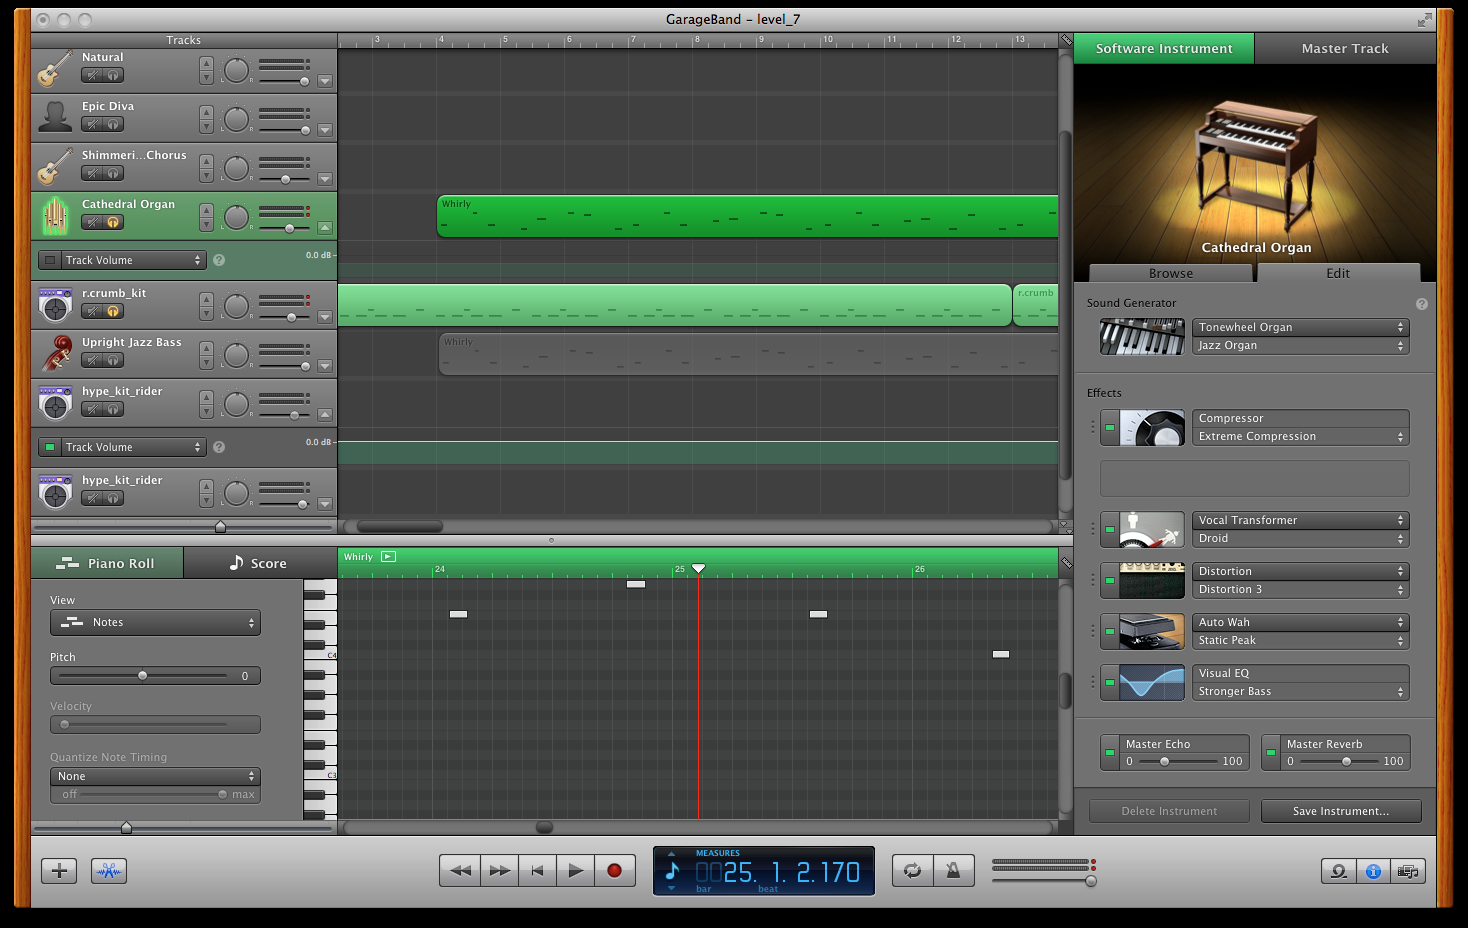 GarageBand – level_7
Tracks
3 4 5 6 7 8 9 10 11 12 13
Software Instrument
Master Track
Natural
L R
Epic Diva
L R
Shimmeri...Chorus
L R
Cathedral Organ
L R
Whirly
Track Volume
?
0.0 dB
r.crumb_kit
L R
r.crumb
Upright Jazz Bass
L R
Whirly
hype_kit_rider
L R
Track Volume
?
0.0 dB
hype_kit_rider
L R
Cathedral Organ
Browse
Edit
Sound Generator
?
Tonewheel Organ
Jazz Organ
Effects
Compressor
Extreme Compression
Vocal Transformer
Droid
Distortion
Distortion 3
Auto Wah
Static Peak
Visual EQ
Stronger Bass
Master Echo
0 100
Master Reverb
0 100
Delete Instrument
Save Instrument...
Piano Roll
Score
Whirly
24 25 26
View
Notes
Pitch
0
Velocity
Quantize Note Timing
None
off max
C4
C3
MEASURES
0025. 1. 2.170
bar beat